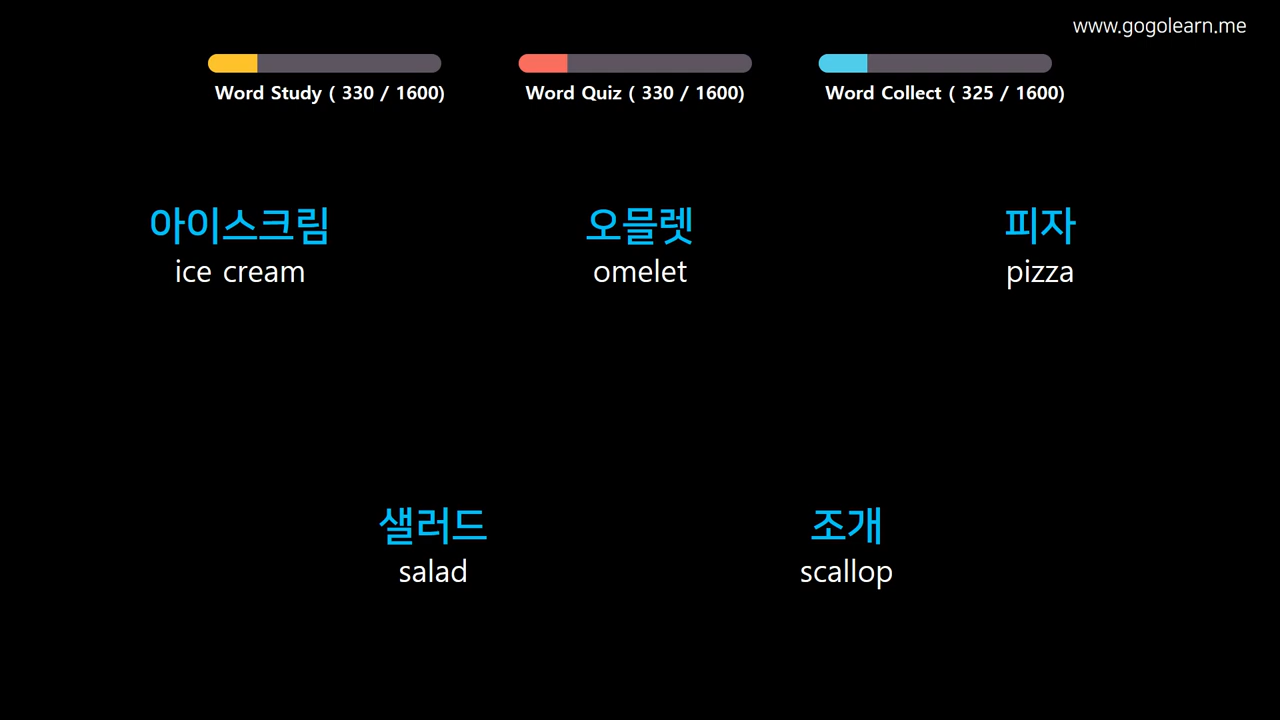 www.gogolearn.me
Word Study ( 330 / 1600)
Word Quiz ( 330 / 1600)
Word Collect ( 325 / 1600)
아이스크림
ice cream
오믈렛
omelet
피자
pizza
샐러드
salad
조개
scallop